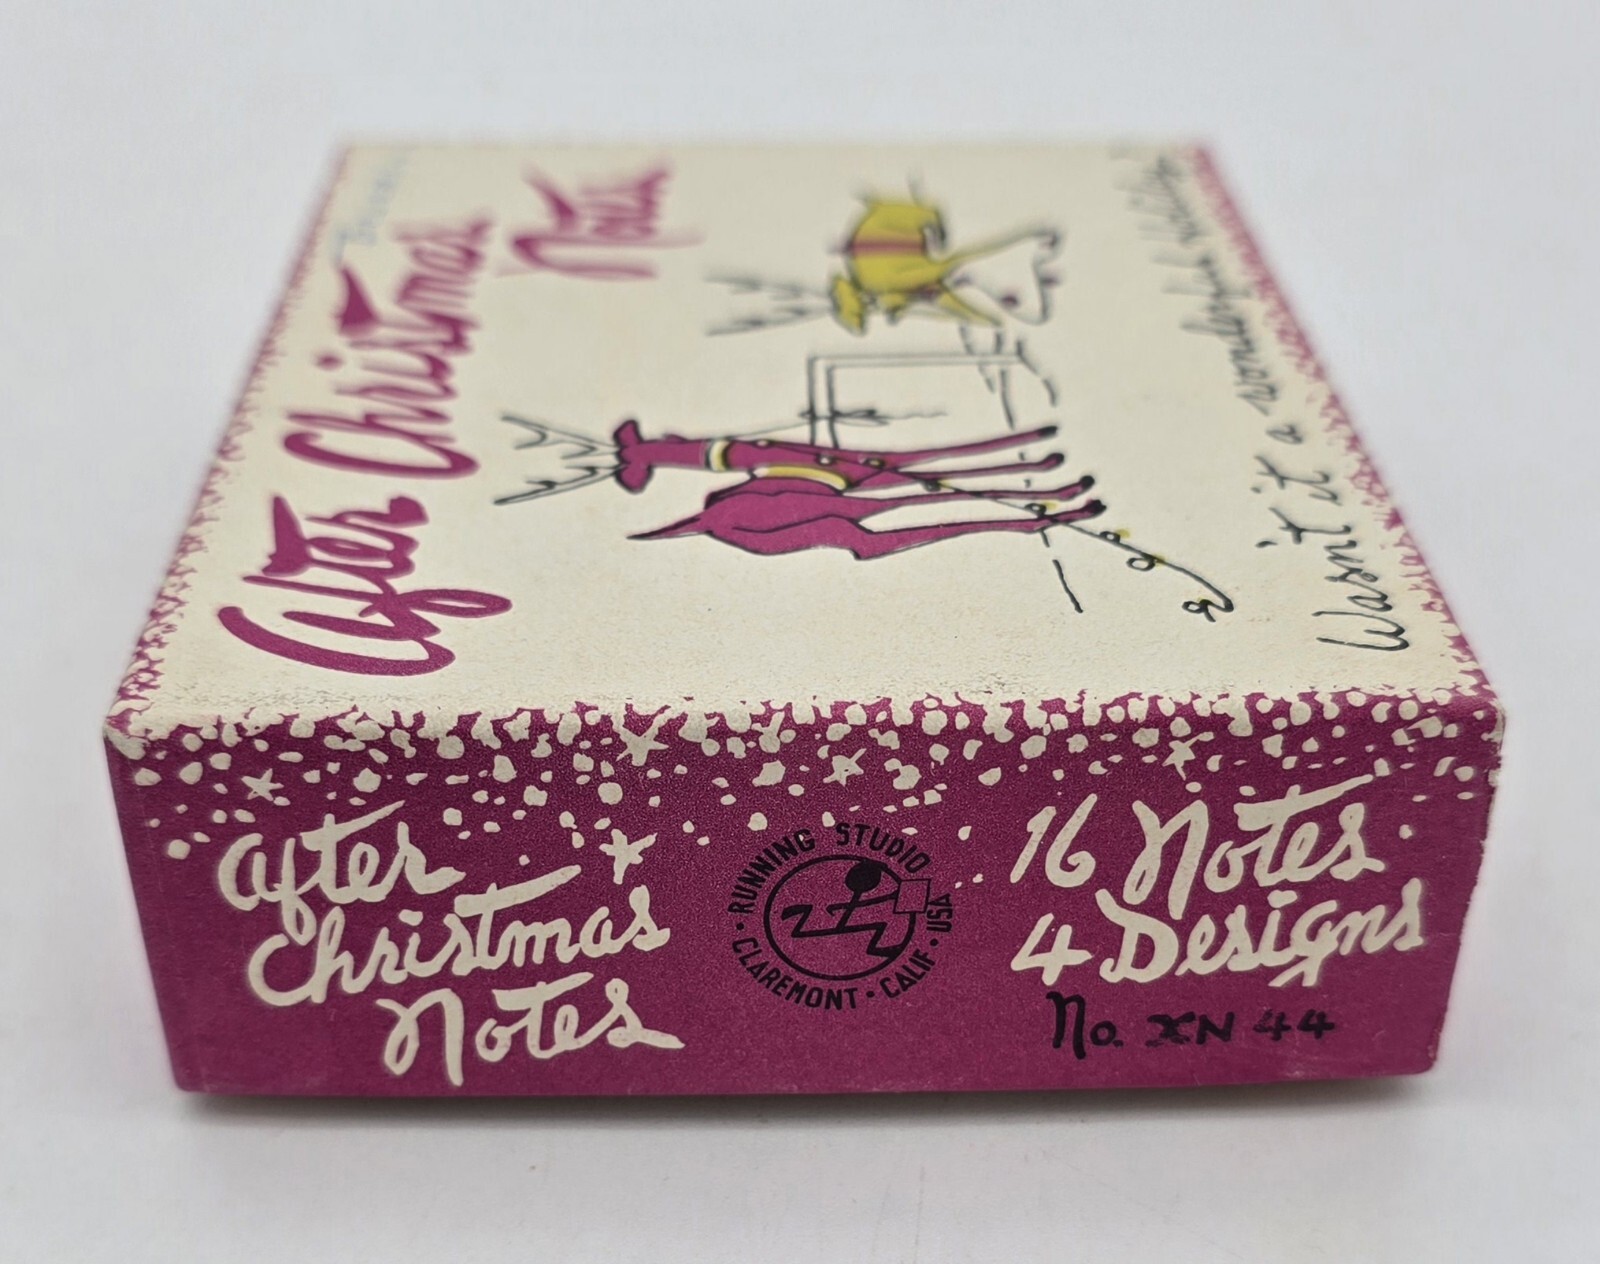 After Christmas
Notes
Wasn't it a wonderful holiday
After
Christmas
Notes
RUNNING STUDIO
CLAREMONT • CALIF • USA
16 Notes
4 Designs
No. XN 44